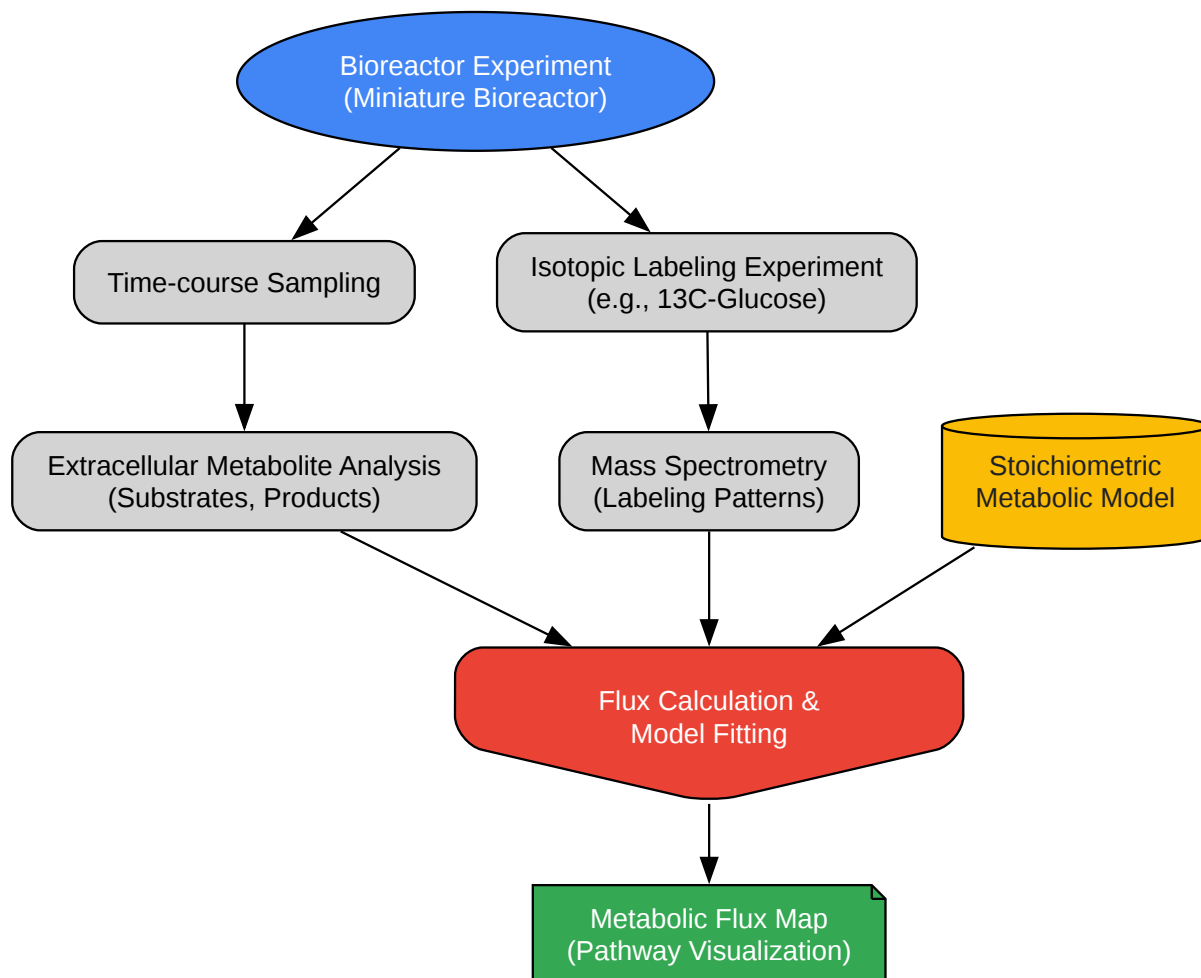 Bioreactor Experiment
(Miniature Bioreactor)
Time-course Sampling
Isotopic Labeling Experiment
(e.g., 13C-Glucose)
Extracellular Metabolite Analysis
(Substrates, Products)
Mass Spectrometry
(Labeling Patterns)
Stoichiometric
Metabolic Model
Flux Calculation &
Model Fitting
Metabolic Flux Map
(Pathway Visualization)